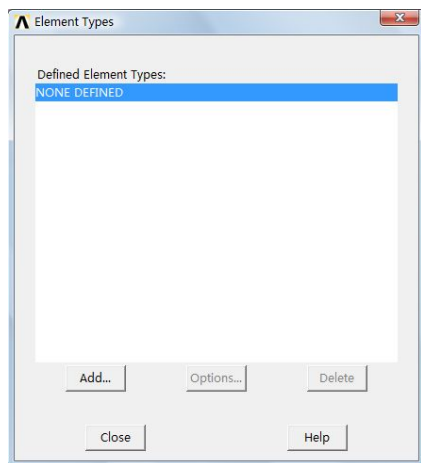 Element Types
Defined Element Types:
NONE DEFINED
Add... Options... Delete
Close Help